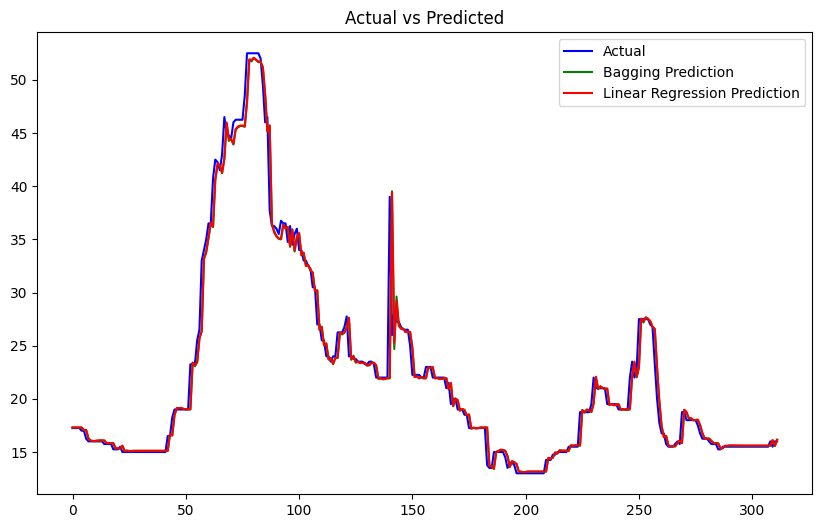 Actual vs Predicted
Actual
Bagging Prediction
Linear Regression Prediction
50
45
40
35
30
25
20
15
0 50 100 150 200 250 300